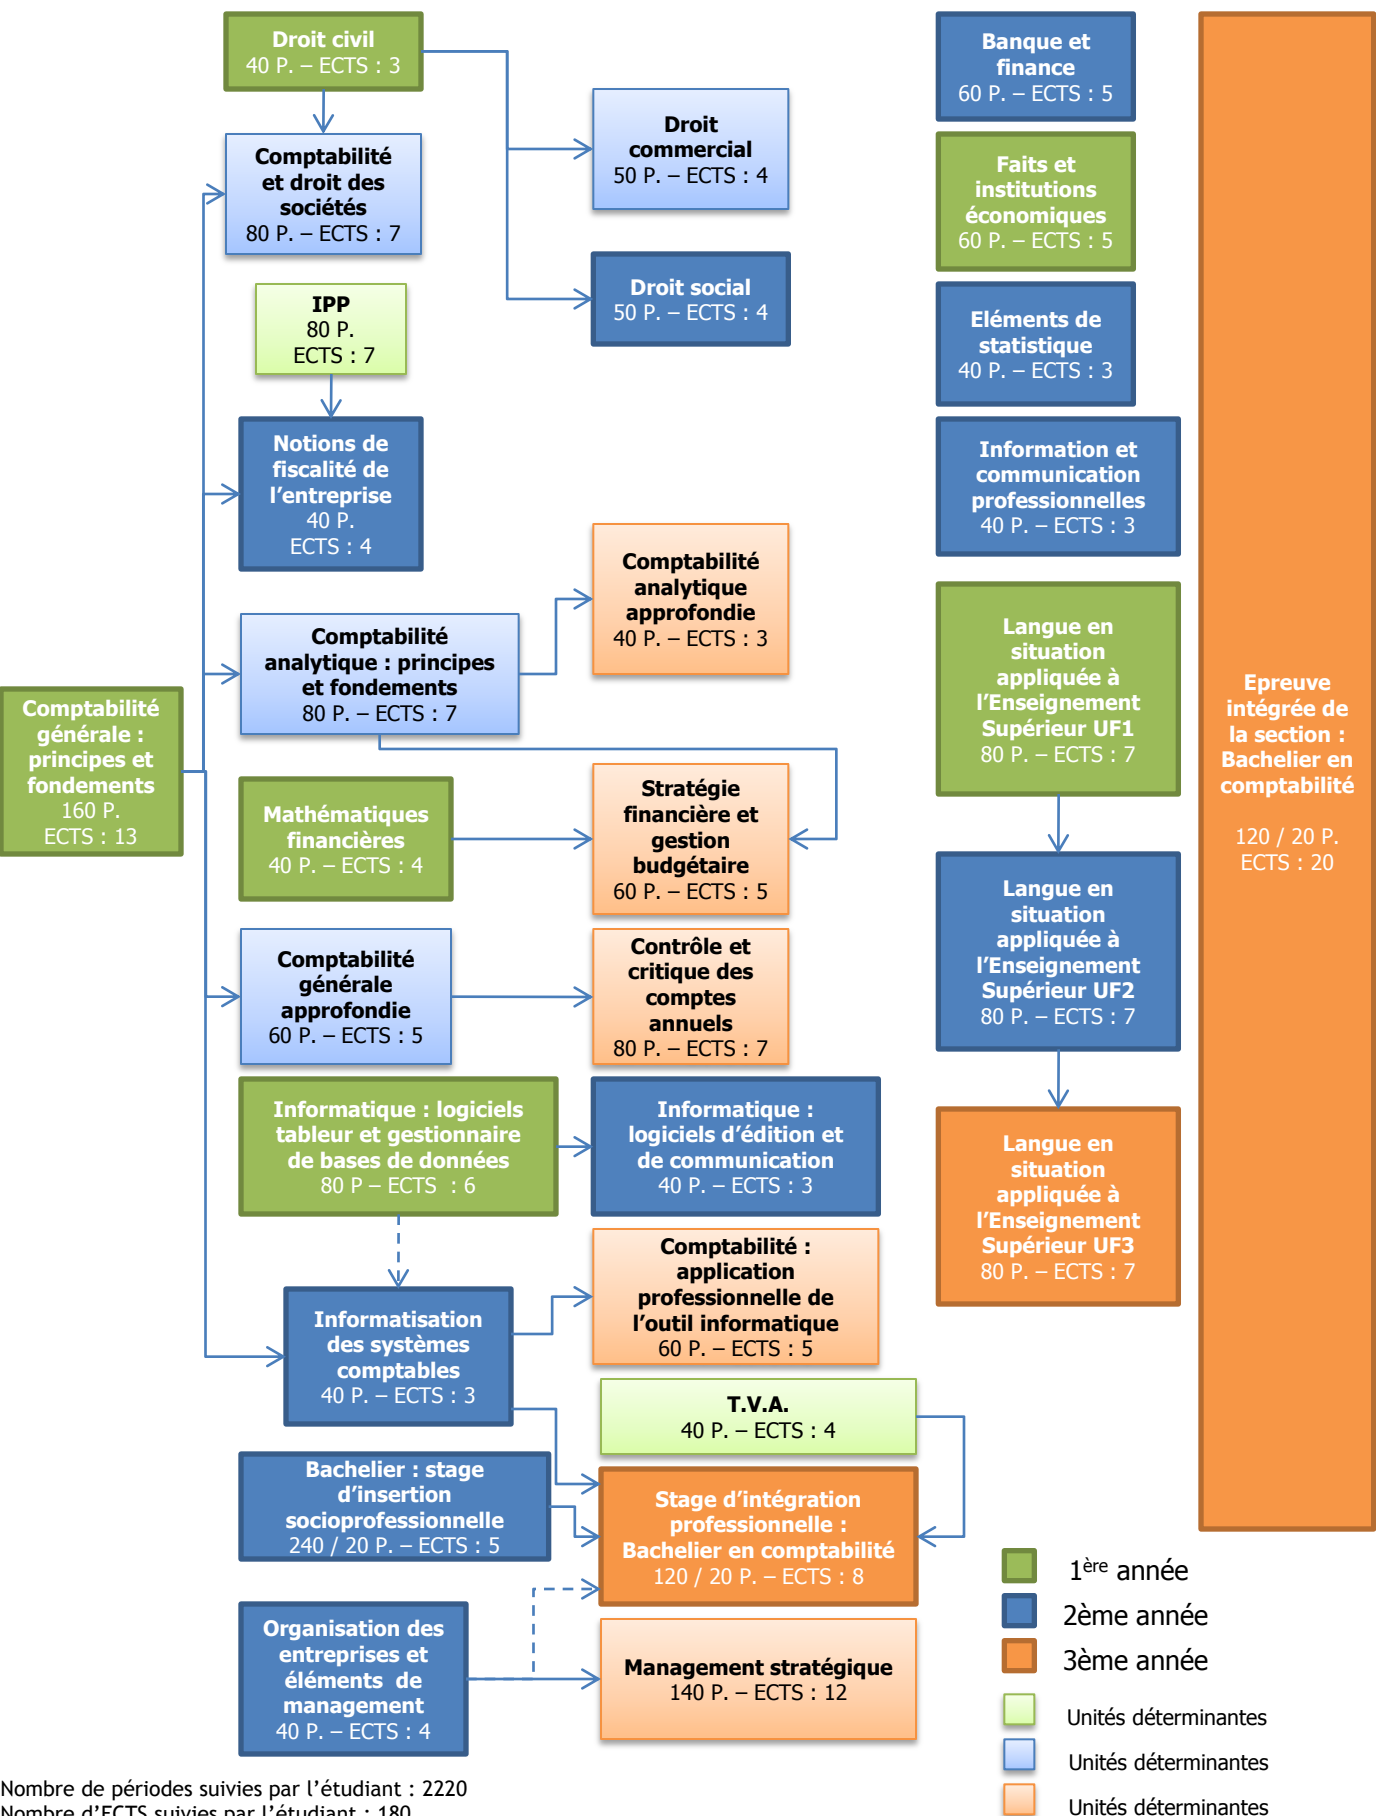 Droit civil
40 P. – ECTS : 3
Comptabilité
et droit des
sociétés
80 P. – ECTS : 7
IPP
80 P.
ECTS : 7
Notions de
fiscalité de
l’entreprise
40 P.
ECTS : 4
Comptabilité
analytique : principes
et fondements
80 P. – ECTS : 7
Comptabilité
générale :
principes et
fondements
160 P.
ECTS : 13
Mathématiques
financières
40 P. – ECTS : 4
Comptabilité
générale
approfondie
60 P. – ECTS : 5
Informatique : logiciels
tableur et gestionnaire
de bases de données
80 P – ECTS  : 6
Informatisation
des systèmes
comptables
40 P. – ECTS : 3
Bachelier : stage
d’insertion
socioprofessionnelle
240 / 20 P. – ECTS : 5
Organisation des
entreprises et
éléments  de
management
40 P. – ECTS : 4
Droit
commercial
50 P. – ECTS : 4
Droit social
50 P. – ECTS : 4
Comptabilité
analytique
approfondie
40 P. – ECTS : 3
Stratégie
financière et
gestion
budgétaire
60 P. – ECTS : 5
Contrôle et
critique des
comptes
annuels
80 P. – ECTS : 7
Informatique :
logiciels d’édition et
de communication
40 P. – ECTS : 3
Comptabilité :
application
professionnelle de
l’outil informatique
60 P. – ECTS : 5
T.V.A.
40 P. – ECTS : 4
Stage d’intégration
professionnelle :
Bachelier en comptabilité
120 / 20 P. – ECTS : 8
Management stratégique
140 P. – ECTS : 12
Banque et
finance
60 P. – ECTS : 5
Faits et
institutions
économiques
60 P. – ECTS : 5
Eléments de
statistique
40 P. – ECTS : 3
Information et
communication
professionnelles
40 P. – ECTS : 3
Langue en
situation
appliquée à
l’Enseignement
Supérieur UF1
80 P. – ECTS : 7
Langue en
situation
appliquée à
l’Enseignement
Supérieur UF2
80 P. – ECTS : 7
Langue en
situation
appliquée à
l’Enseignement
Supérieur UF3
80 P. – ECTS : 7
Epreuve
intégrée de
la section :
Bachelier en
comptabilité
120 / 20 P.
ECTS : 20
1ère année
2ème année
3ème année
Unités déterminantes
Unités déterminantes
Unités déterminantes
Nombre de périodes suivies par l’étudiant : 2220
Nombre d’ECTS suivies par l’étudiant : 180